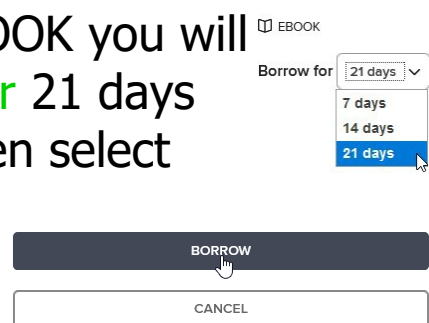 OOK you will
r 21 days
en select
EBOOK
Borrow for 21 days
7 days
14 days
21 days
BORROW
CANCEL